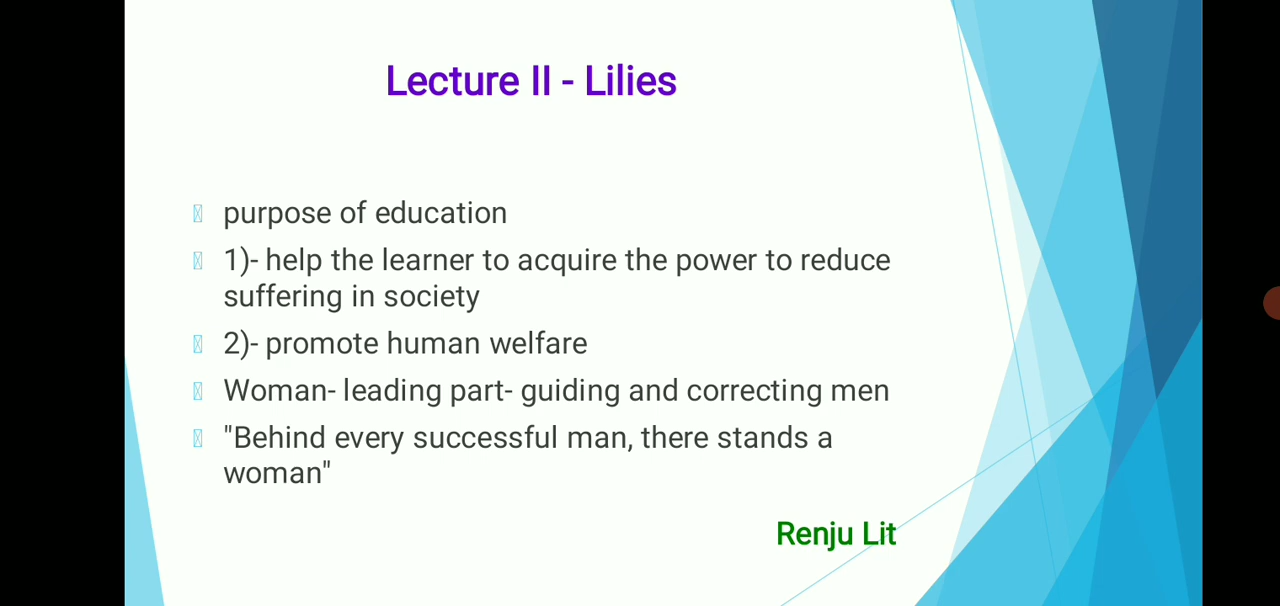 Lecture II - Lilies
purpose of education
1)- help the learner to acquire the power to reduce
suffering in society
2)- promote human welfare
Woman- leading part- guiding and correcting men
"Behind every successful man, there stands a
woman"
Renju Lit